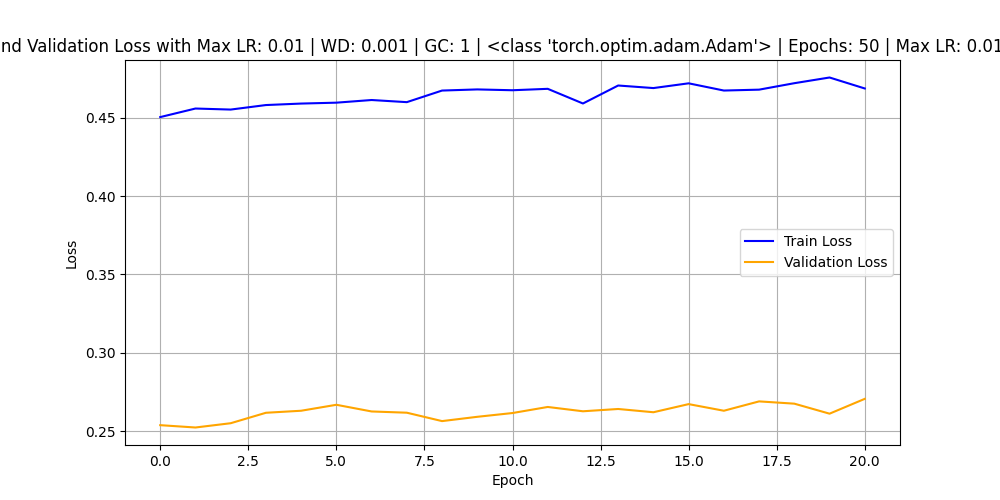 nd Validation Loss with Max LR: 0.01 | WD: 0.001 | GC: 1 | <class 'torch.optim.adam.Adam'> | Epochs: 50 | Max LR: 0.01
0.45
0.40
0.35
0.30
0.25
Loss
Train Loss
Validation Loss
0.0 2.5 5.0 7.5 10.0 12.5 15.0 17.5 20.0
Epoch